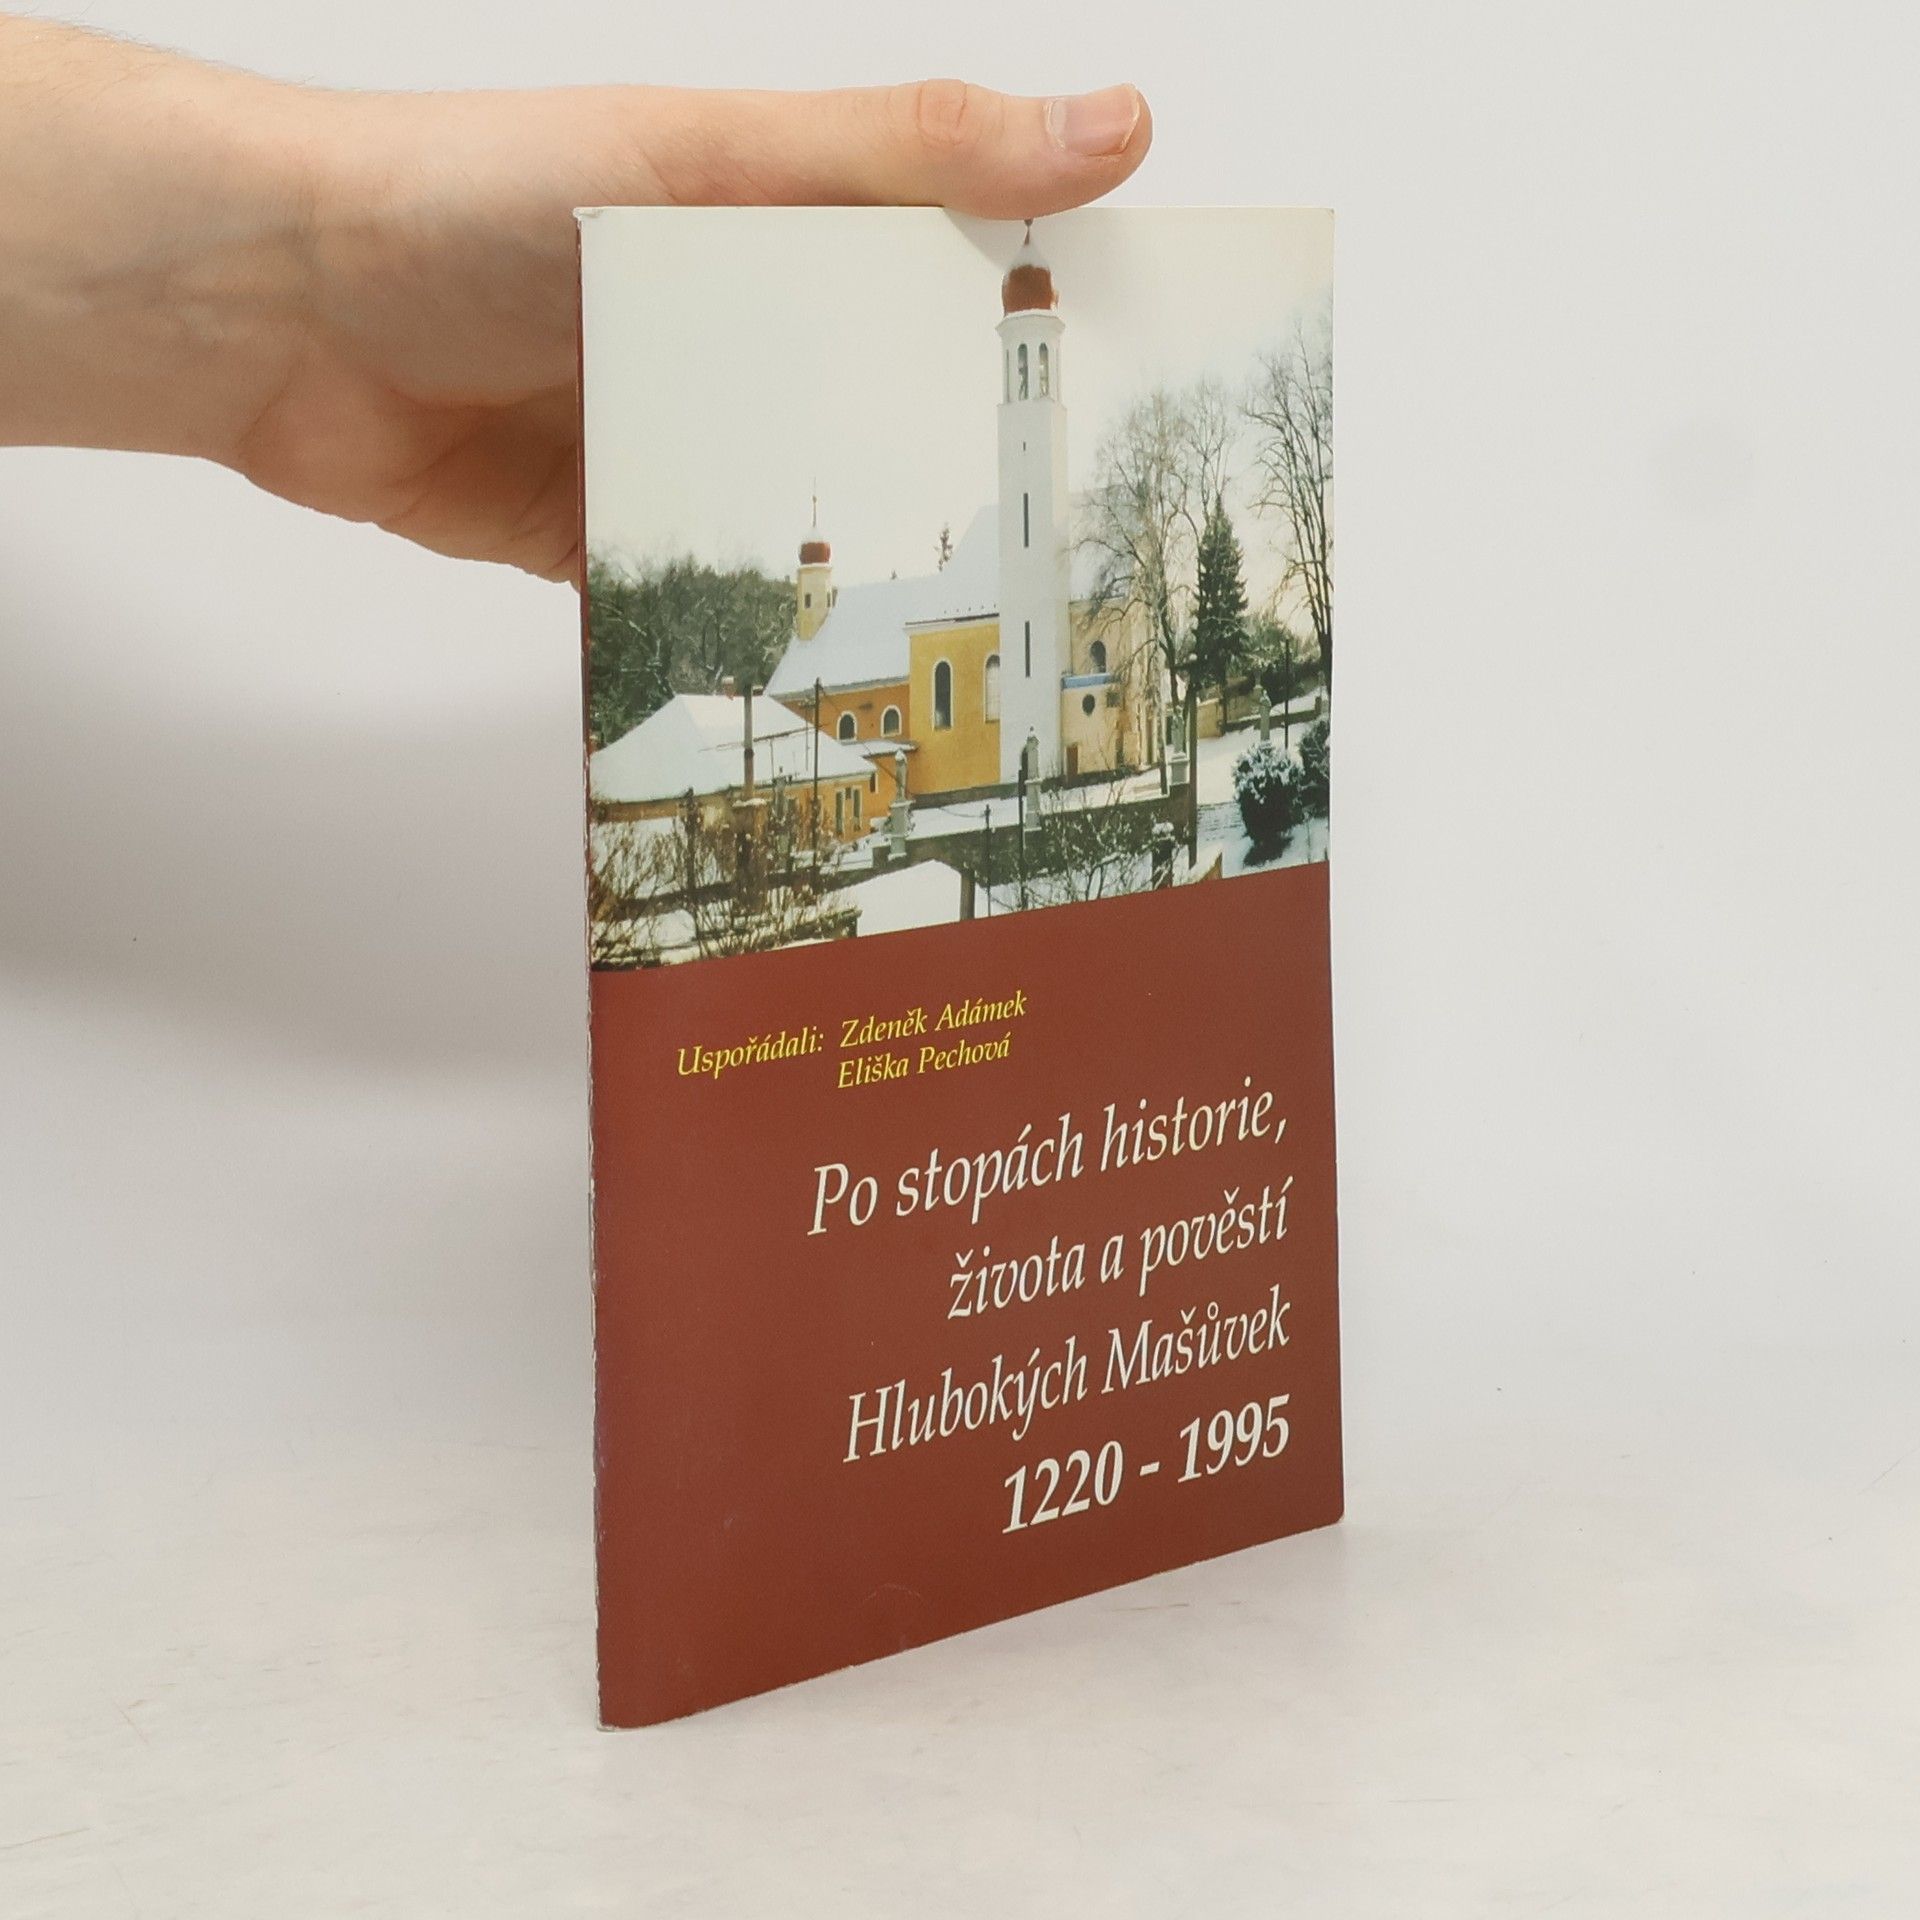 Uspořádali: Zdeněk Adámek
Eliška Pechová
Po stopách historie,
života a pověstí
Hlubokých Mašůvek
1220 - 1995